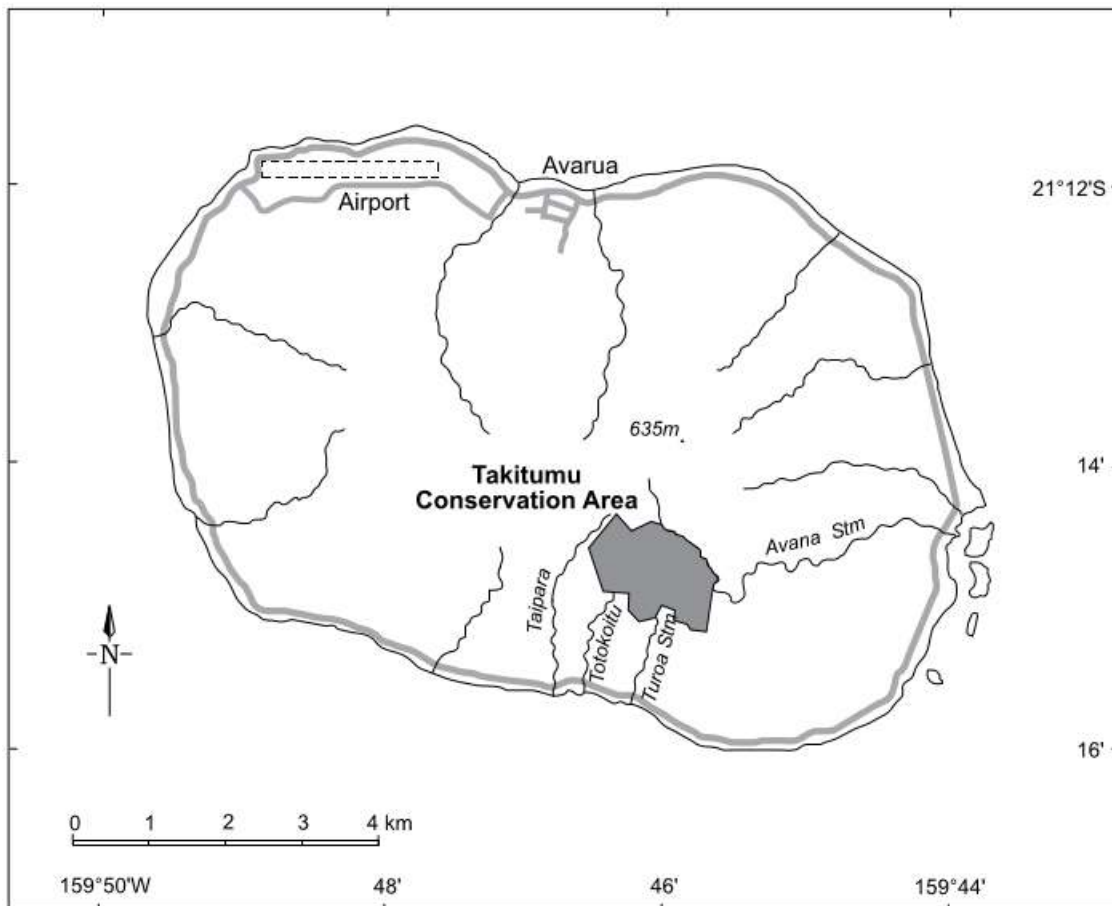 Avarua
21°12'S
Airport
635m
14'
Takitumu
Conservation Area
Avana Stm
Taipara
Totokoitu
Turoa Stm
N
16'
0 1 2 3 4 km
159°50'W 48' 46' 159°44'